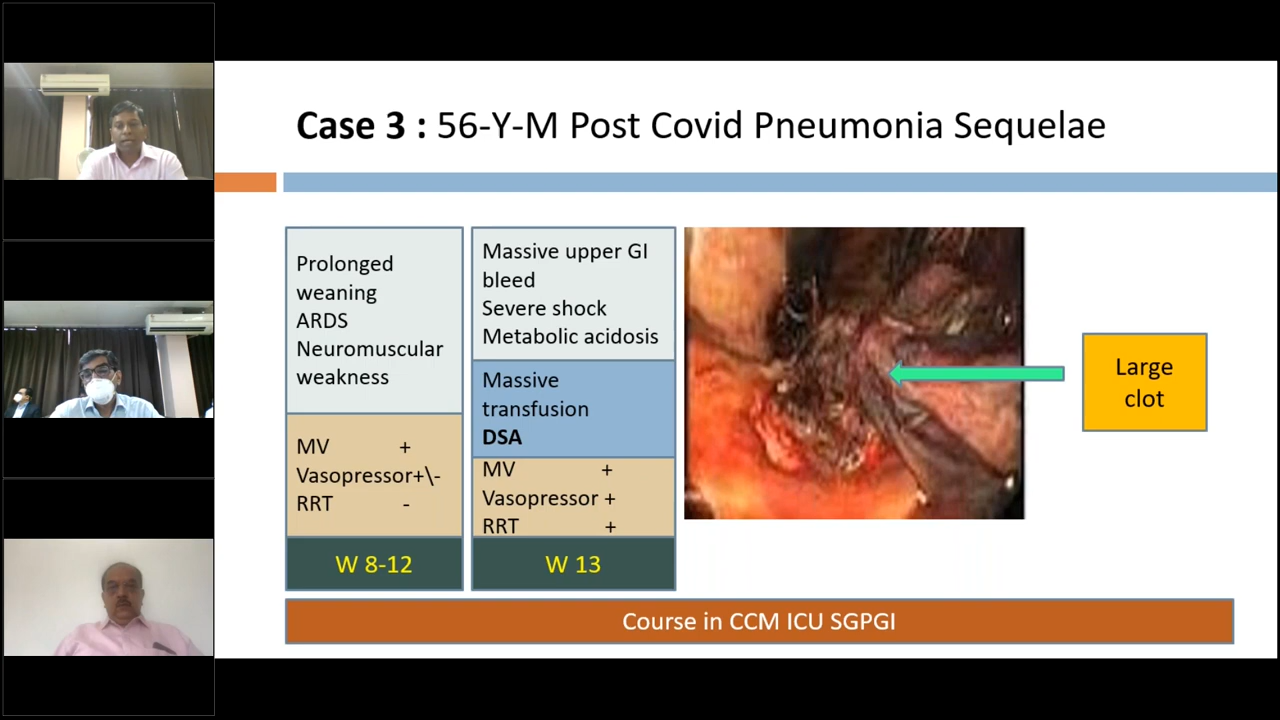 Case 3 : 56-Y-M Post Covid Pneumonia Sequelae
Prolonged
weaning
ARDS
Neuromuscular
weakness
MV +
Vasopressor+\-
RRT -
W 8-12
Massive upper GI
bleed
Severe shock
Metabolic acidosis
Massive
transfusion
DSA
MV +
Vasopressor +
RRT +
W 13
Large
clot
Course in CCM ICU SGPGI